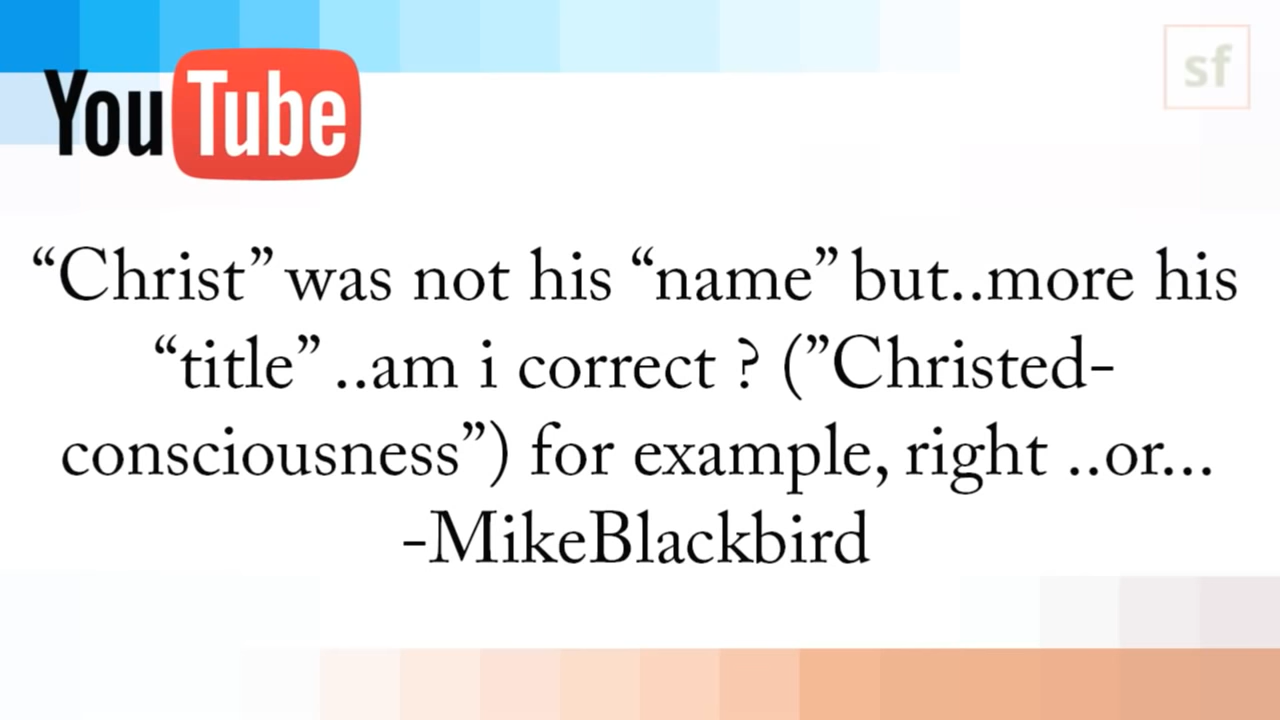 YouTube
sf
“Christ” was not his “name” but..more his
“title” ..am i correct ? (”Christed-
consciousness”) for example, right ..or...
-MikeBlackbird